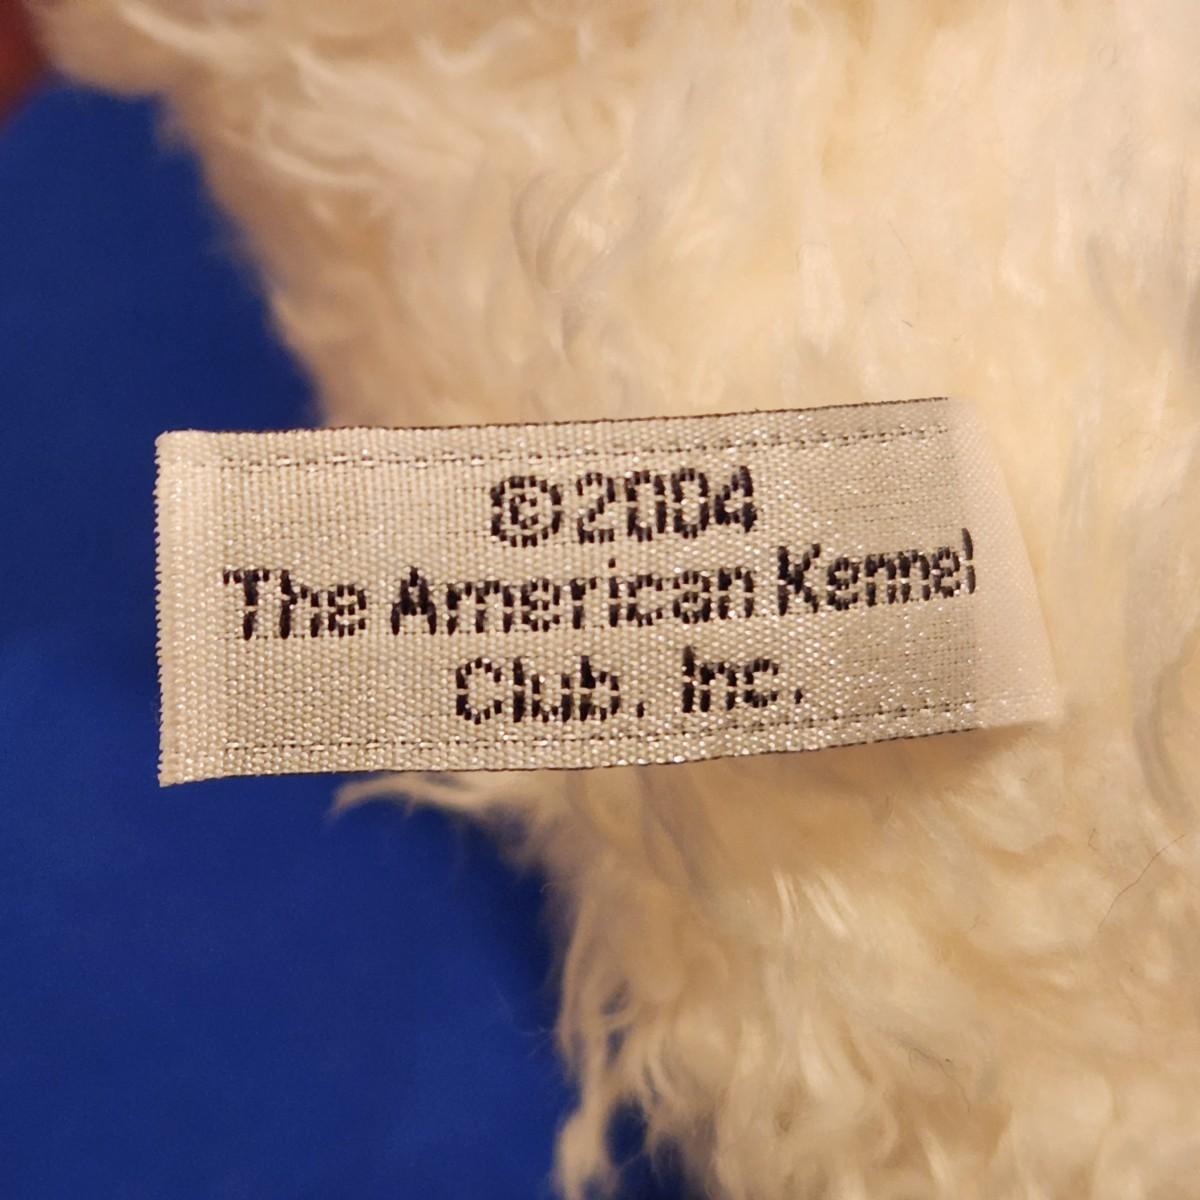 ©2004
The American Kennel
Club. Inc.